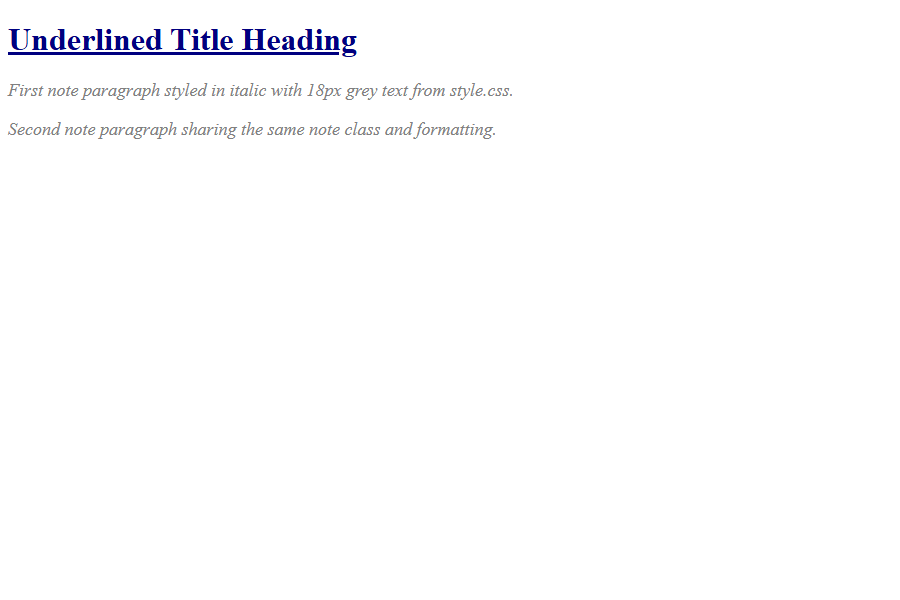 Underlined Title Heading
First note paragraph styled in italic with 18px grey text from style.css.
Second note paragraph sharing the same note class and formatting.